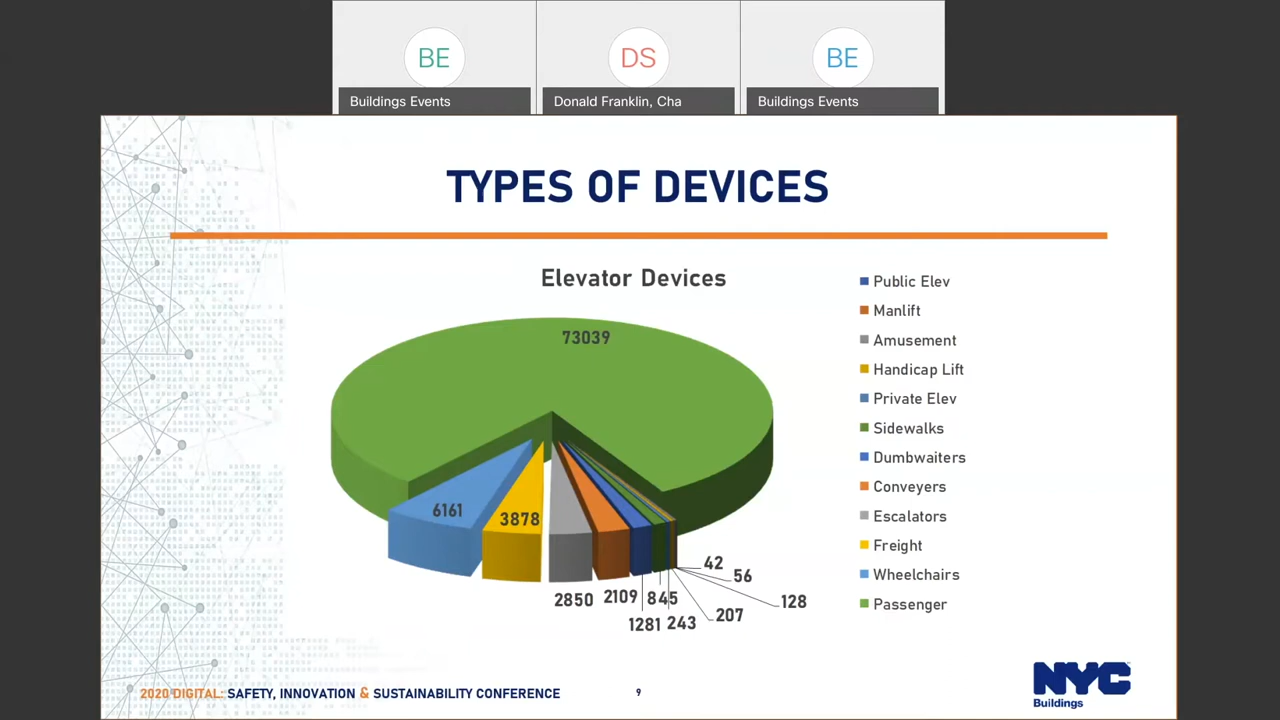 BE
DS
BE
Buildings Events
Donald Franklin, Cha
Buildings Events
TYPES OF DEVICES
Elevator Devices
73039
6161
3878
2850
2109
1281
845
243
207
128
56
42
Public Elev
Manlift
Amusement
Handicap Lift
Private Elev
Sidewalks
Dumbwaiters
Conveyers
Escalators
Freight
Wheelchairs
Passenger
2020 DIGITAL: SAFETY, INNOVATION & SUSTAINABILITY CONFERENCE
9
NYC
Buildings